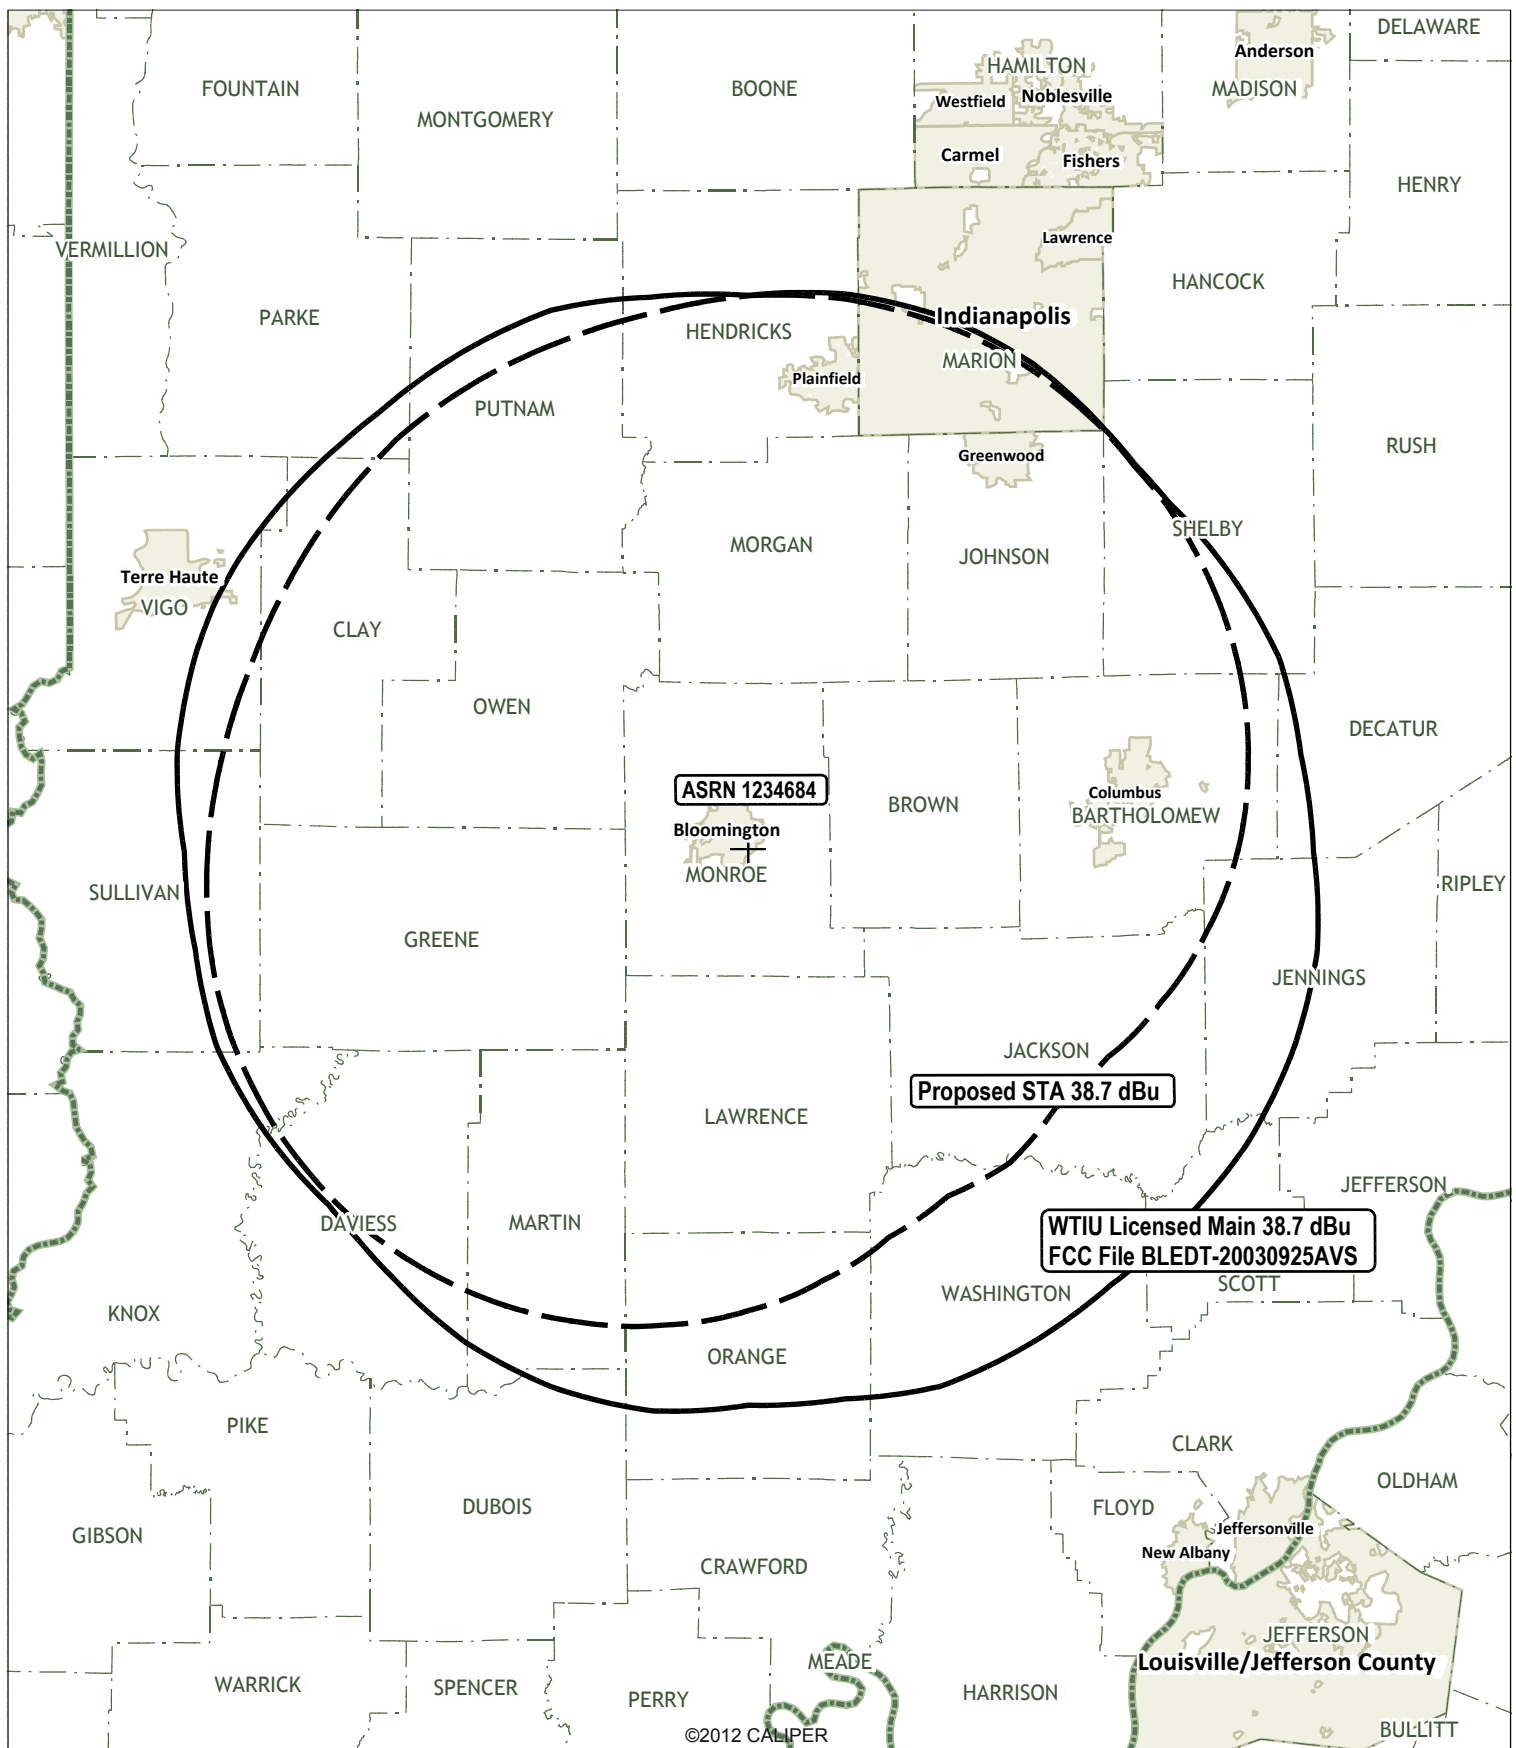 DELAWARE
Anderson
HAMILTON
FOUNTAIN
BOONE
MADISON
Westfield
Noblesville
MONTGOMERY
Carmel
Fishers
HENRY
Lawrence
VERMILLION
HANCOCK
PARKE
Indianapolis
HENDRICKS
MARION
Plainfield
PUTNAM
RUSH
Greenwood
SHELBY
MORGAN
JOHNSON
Terre Haute
VIGO
CLAY
OWEN
DECATUR
ASRN 1234684
Columbus
BROWN
BARTHOLOMEW
Bloomington
MONROE
RIPLEY
SULLIVAN
GREENE
JENNINGS
JACKSON
Proposed STA 38.7 dBu
LAWRENCE
JEFFERSON
DAVIESS
MARTIN
WTIU Licensed Main 38.7 dBu
FCC File BLEDT-20030925AVS
SCOTT
WASHINGTON
KNOX
ORANGE
PIKE
CLARK
OLDHAM
DUBOIS
FLOYD
GIBSON
Jeffersonville
New Albany
CRAWFORD
JEFFERSON
MEADE
Louisville/Jefferson County
WARRICK
SPENCER
HARRISON
PERRY
BULLITT
©2012 CALIPER